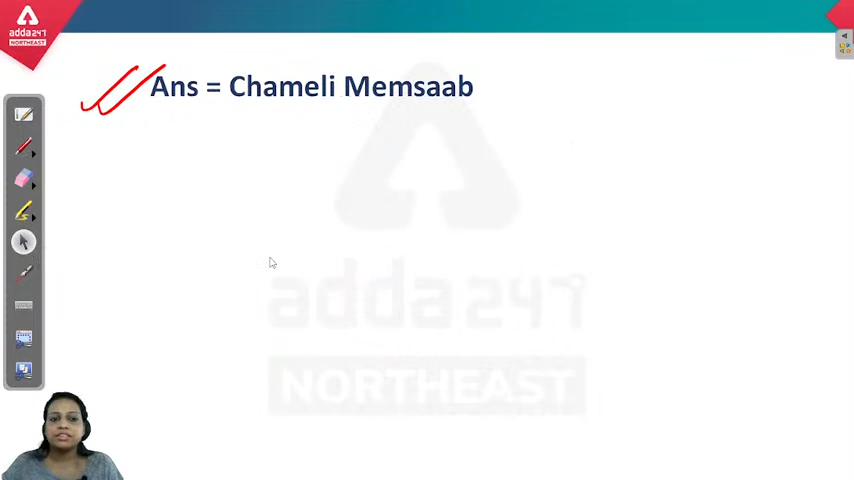 adda247
NORTHEAST
Ans = Chameli Memsaab
adda247
NORTHEAST